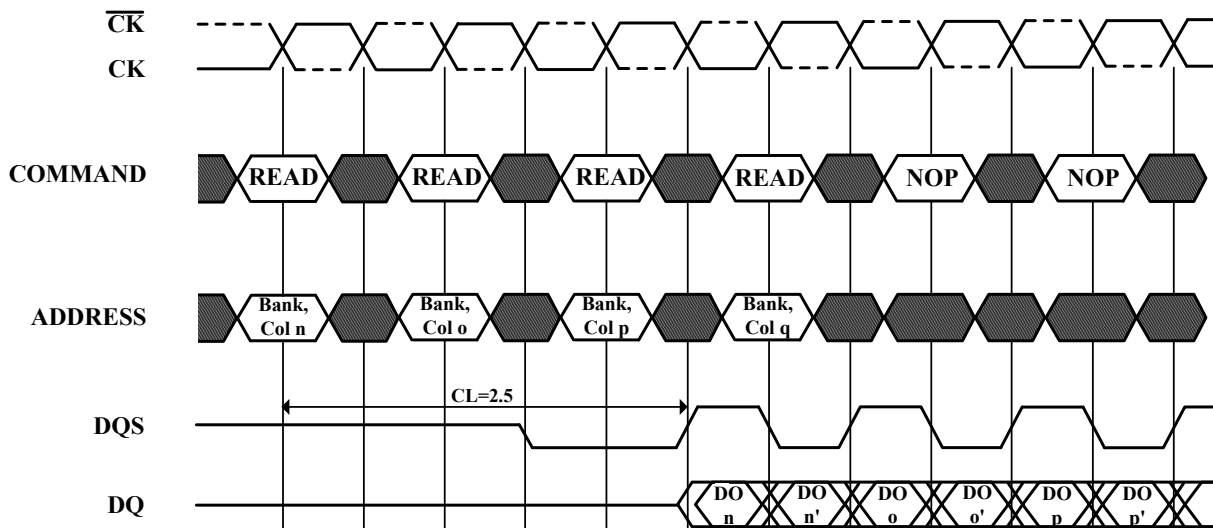 CK
CK
COMMAND READ READ READ READ NOP NOP
ADDRESS Bank, Col n Bank, Col o Bank, Col p Bank, Col q
CL=2.5
DQS
DQ DO n DO n' DO o DO o' DO p DO p'